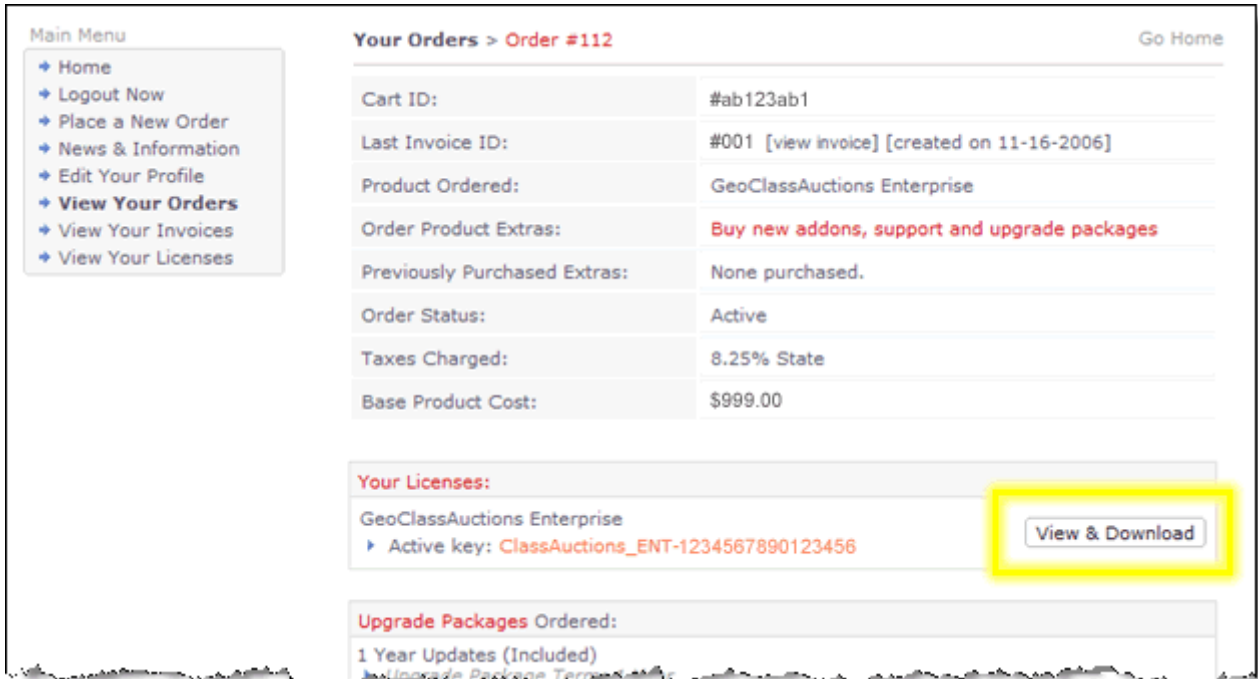 Main Menu
Home
Logout Now
Place a New Order
News & Information
Edit Your Profile
View Your Orders
View Your Invoices
View Your Licenses
Your Orders > Order #112
Go Home
Cart ID: #ab123ab1
Last Invoice ID: #001 [view invoice] [created on 11-16-2006]
Product Ordered: GeoClassAuctions Enterprise
Order Product Extras: Buy new addons, support and upgrade packages
Previously Purchased Extras: None purchased.
Order Status: Active
Taxes Charged: 8.25% State
Base Product Cost: $999.00
Your Licenses:
GeoClassAuctions Enterprise
Active key: ClassAuctions_ENT-1234567890123456
View & Download
Upgrade Packages Ordered:
1 Year Updates (Included)
Upgrade Package Term